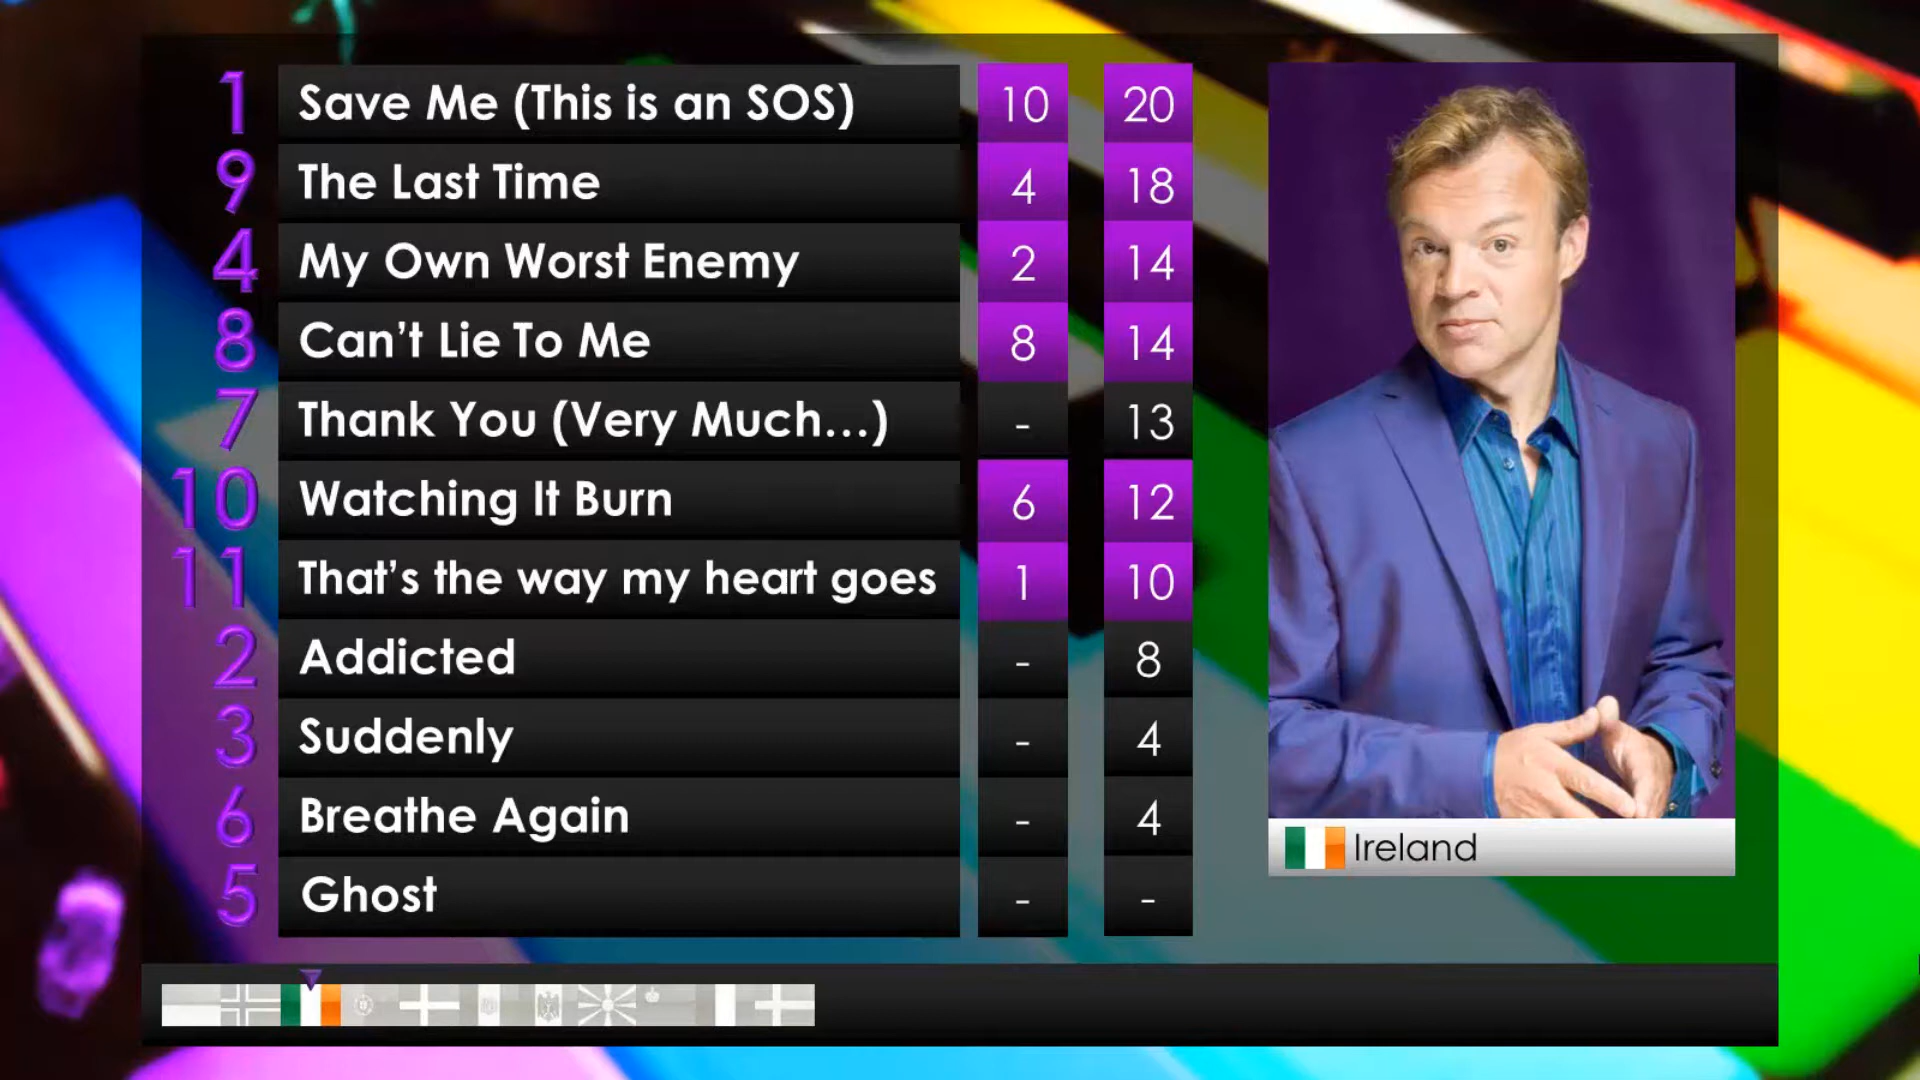 1 Save Me (This is an SOS) 10 20
9 The Last Time 4 18
4 My Own Worst Enemy 2 14
8 Can’t Lie To Me 8 14
7 Thank You (Very Much...) - 13
10 Watching It Burn 6 12
11 That’s the way my heart goes 1 10
2 Addicted - 8
3 Suddenly - 4
6 Breathe Again - 4
5 Ghost - -
Ireland